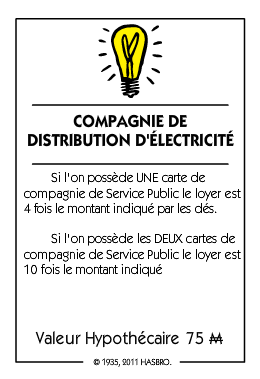 COMPAGNIE DE
DISTRIBUTION D'ÉLECTRICITÉ
Si l'on possède UNE carte de
compagnie de Service Public le loyer est
4 fois le montant indiqué par les dés.
Si l'on possède les DEUX cartes de
compagnie de Service Public le loyer est
10 fois le montant indiqué
Valeur Hypothécaire 75 M
© 1935, 2011 HASBRO.